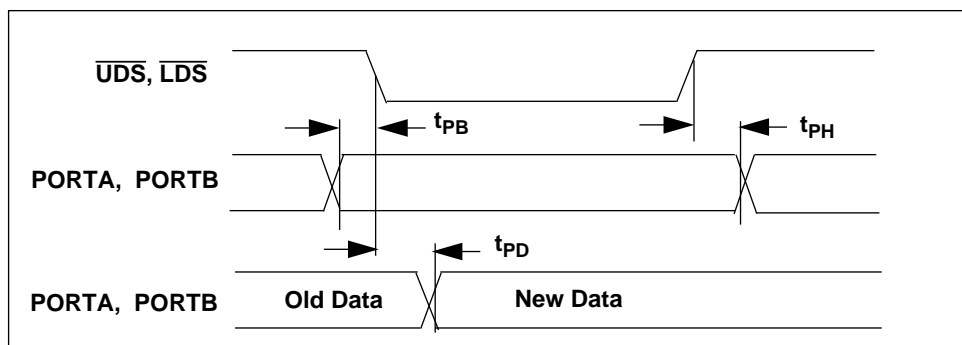 UDS, LDS
tPB
tPH
PORTA, PORTB
tPD
PORTA, PORTB
Old Data
New Data